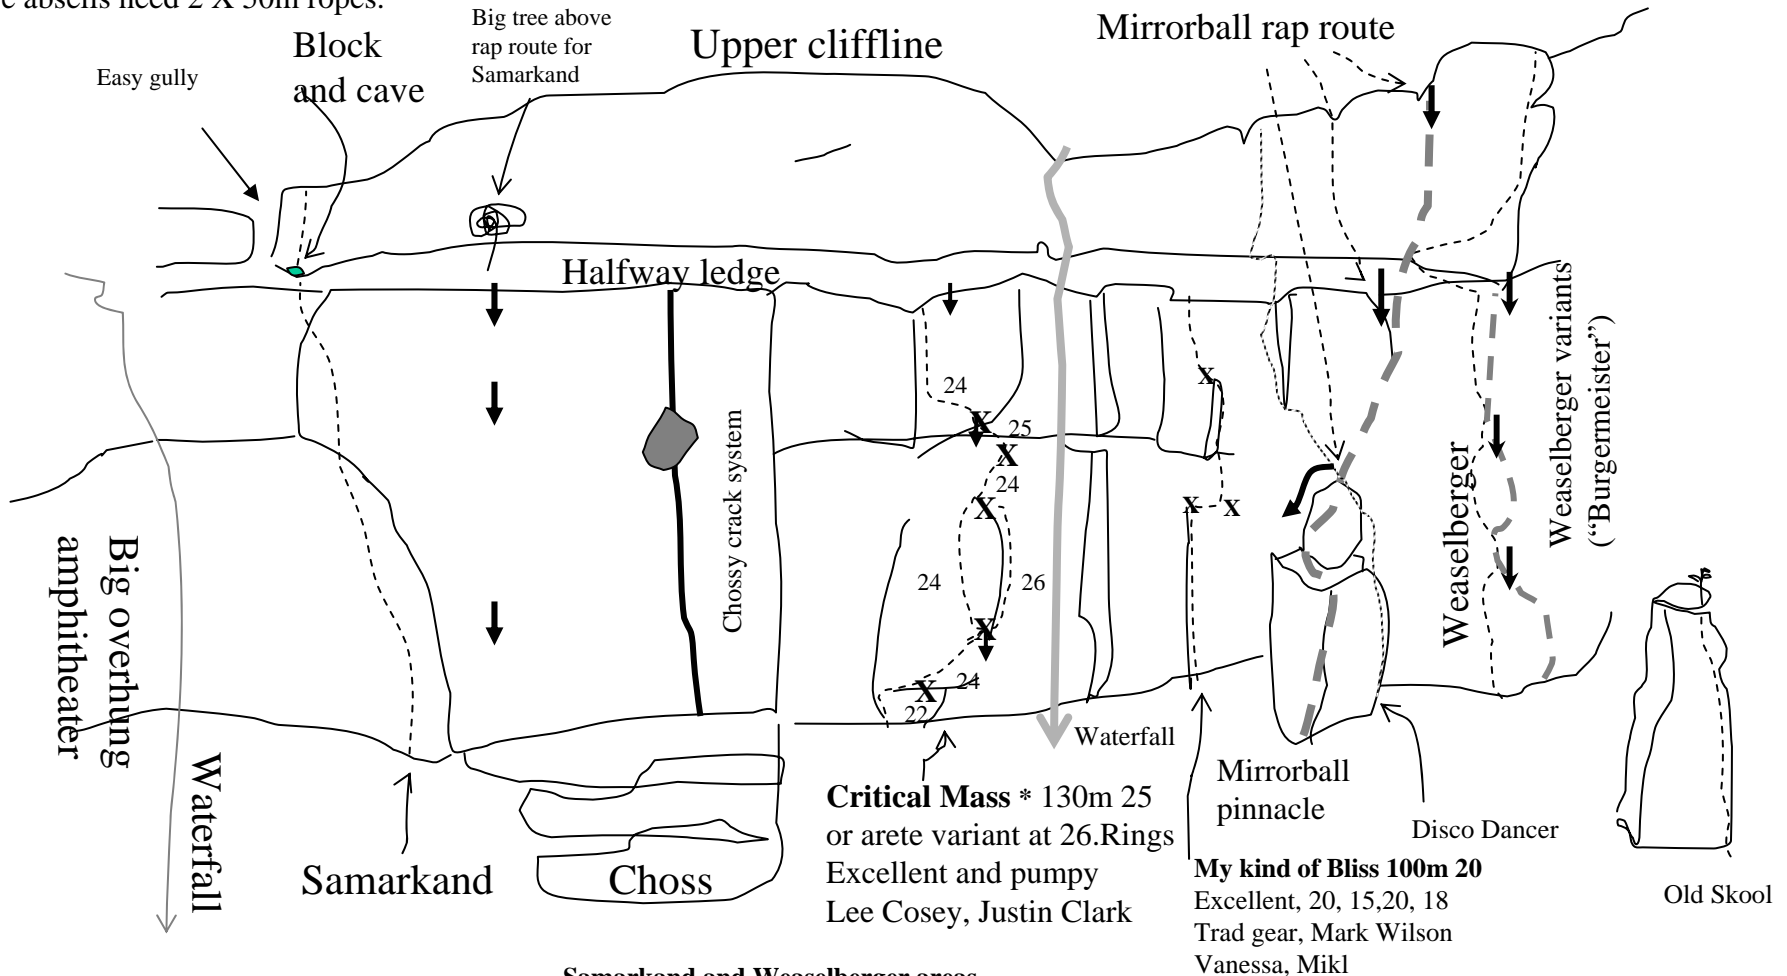 abseils need 2 X 50m ropes.
Big tree above
rap route for
Samarkand
Block
and cave
Easy gully
Upper cliffline
Mirrorball rap route
Halfway ledge
24
25
24
24
26
24
22
X
X
X
X
X
X
X
X
Chossy crack system
Weaselberger
Weaselberger variants
("Burgermeister")
Big overhung
amphitheater
Waterfall
Waterfall
Samarkand
Choss
Critical Mass * 130m 25
or arete variant at 26.Rings
Excellent and pumpy
Lee Cosey, Justin Clark
Mirrorball
pinnacle
Disco Dancer
My kind of Bliss 100m 20
Excellent, 20, 15,20, 18
Trad gear, Mark Wilson
Vanessa, Mikl
Old Skool
Samarkand and Weaselberger areas